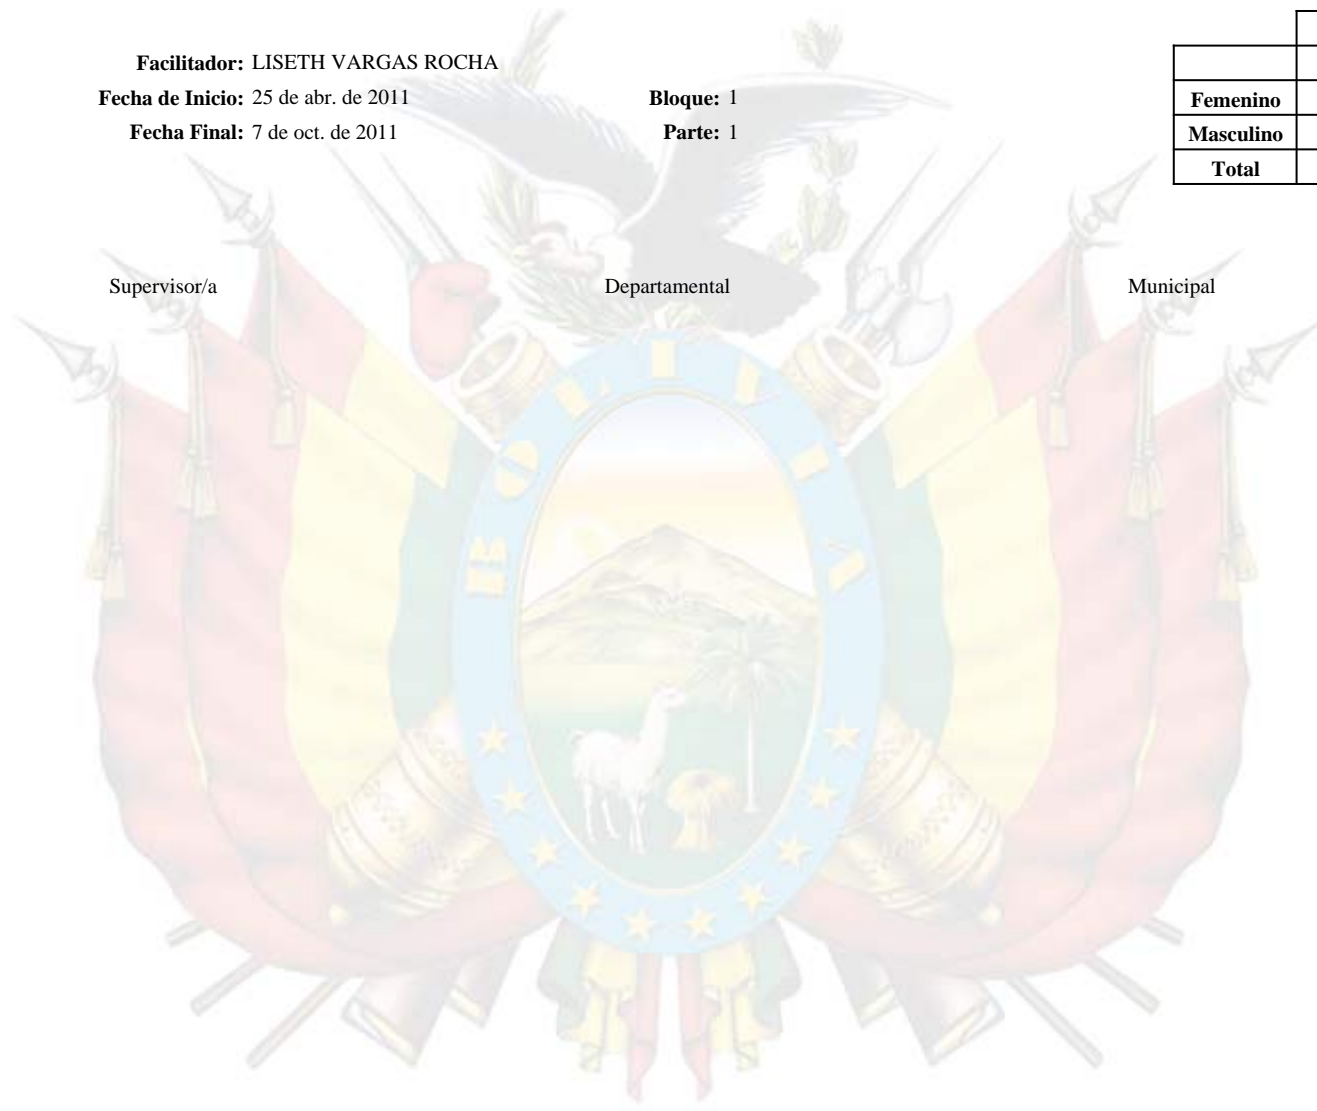 Facilitador: LISETH VARGAS ROCHA
Fecha de Inicio: 25 de abr. de 2011 Bloque: 1
Fecha Final: 7 de oct. de 2011 Parte: 1
Femenino
Masculino
Total
Supervisor/a Departamental Municipal
BOLIVIA